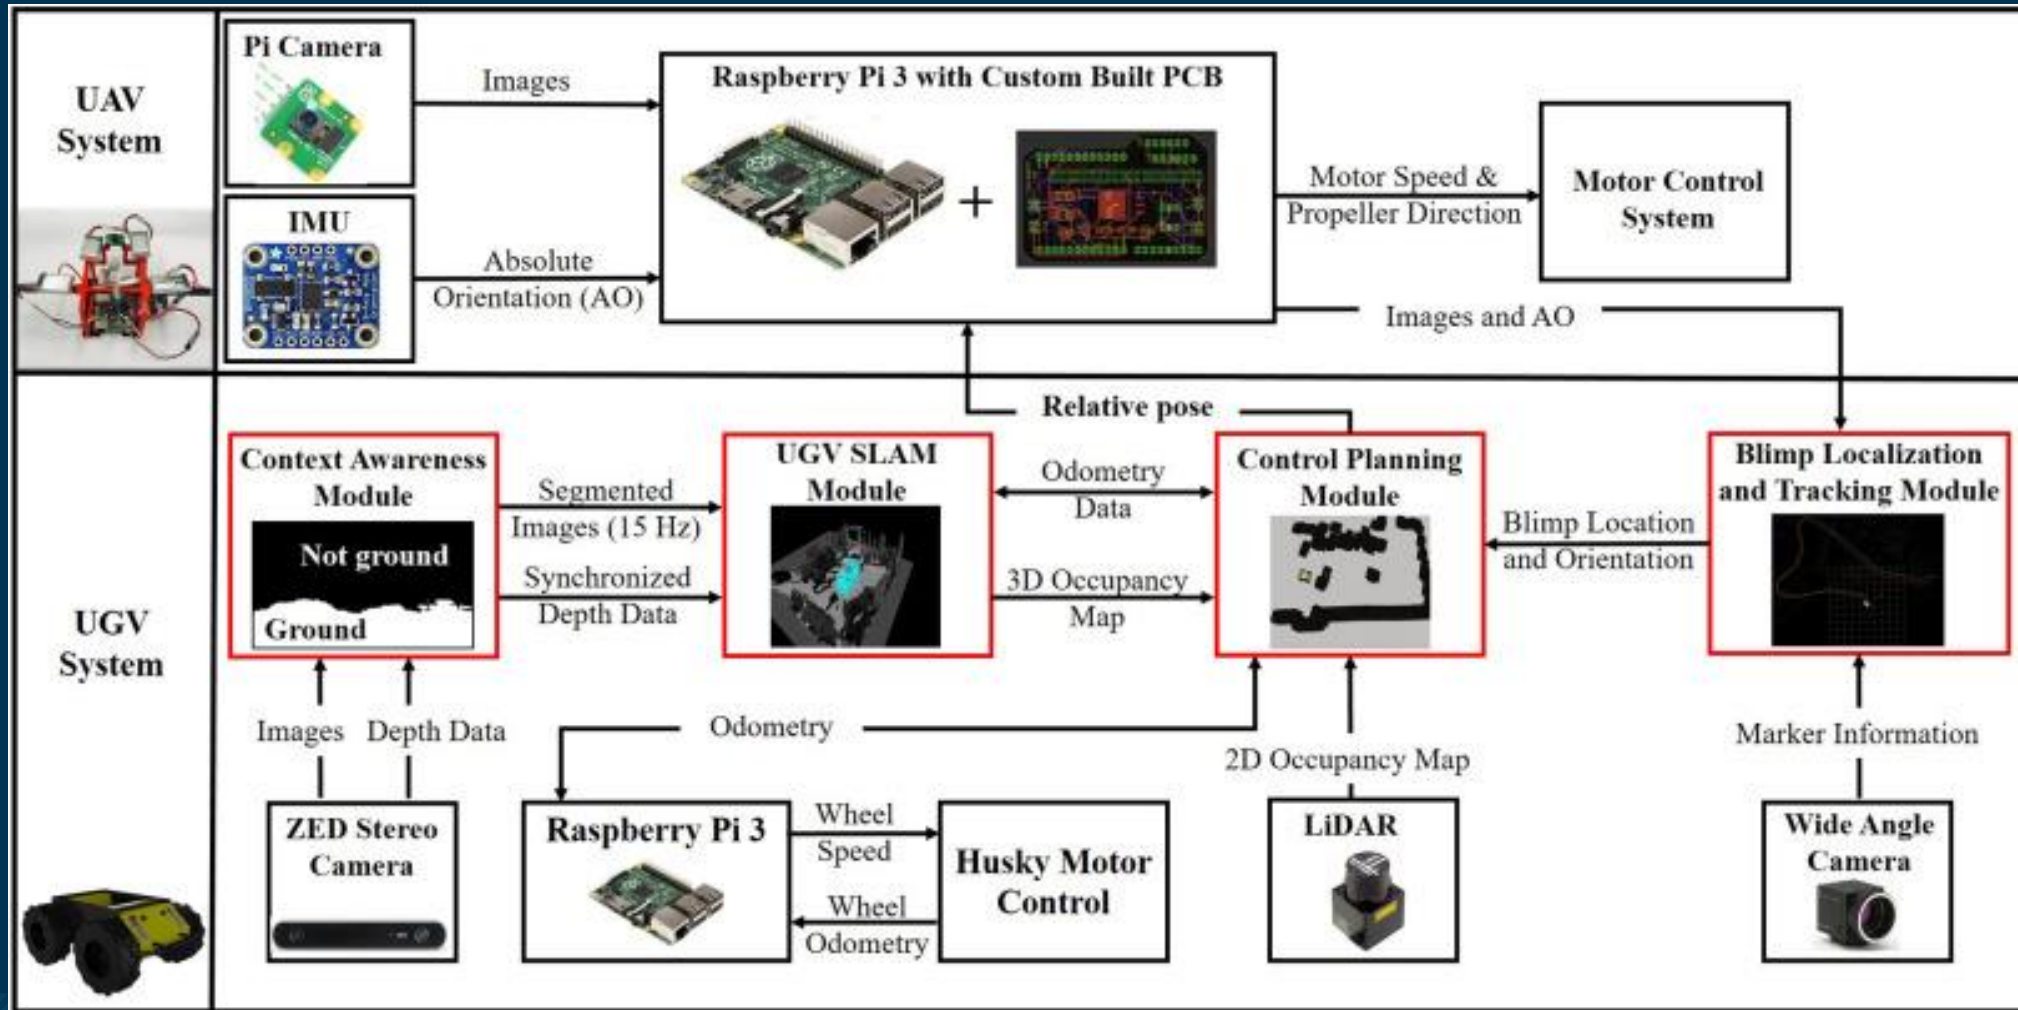 UAV
System
Pi Camera
Images
IMU
Absolute
Orientation (AO)
Raspberry Pi 3 with Custom Built PCB
+
Motor Speed &
Propeller Direction
Motor Control
System
Images and AO
UGV
System
Relative pose
Context Awareness
Module
Not ground
Ground
Segmented
Images (15 Hz)
Synchronized
Depth Data
UGV SLAM
Module
Odometry
Data
3D Occupancy
Map
Control Planning
Module
Blimp Location
and Orientation
Blimp Localization
and Tracking Module
Images
Depth Data
Odometry
2D Occupancy Map
Marker Information
ZED Stereo
Camera
Raspberry Pi 3
Wheel
Speed
Wheel
Odometry
Husky Motor
Control
LiDAR
Wide Angle
Camera